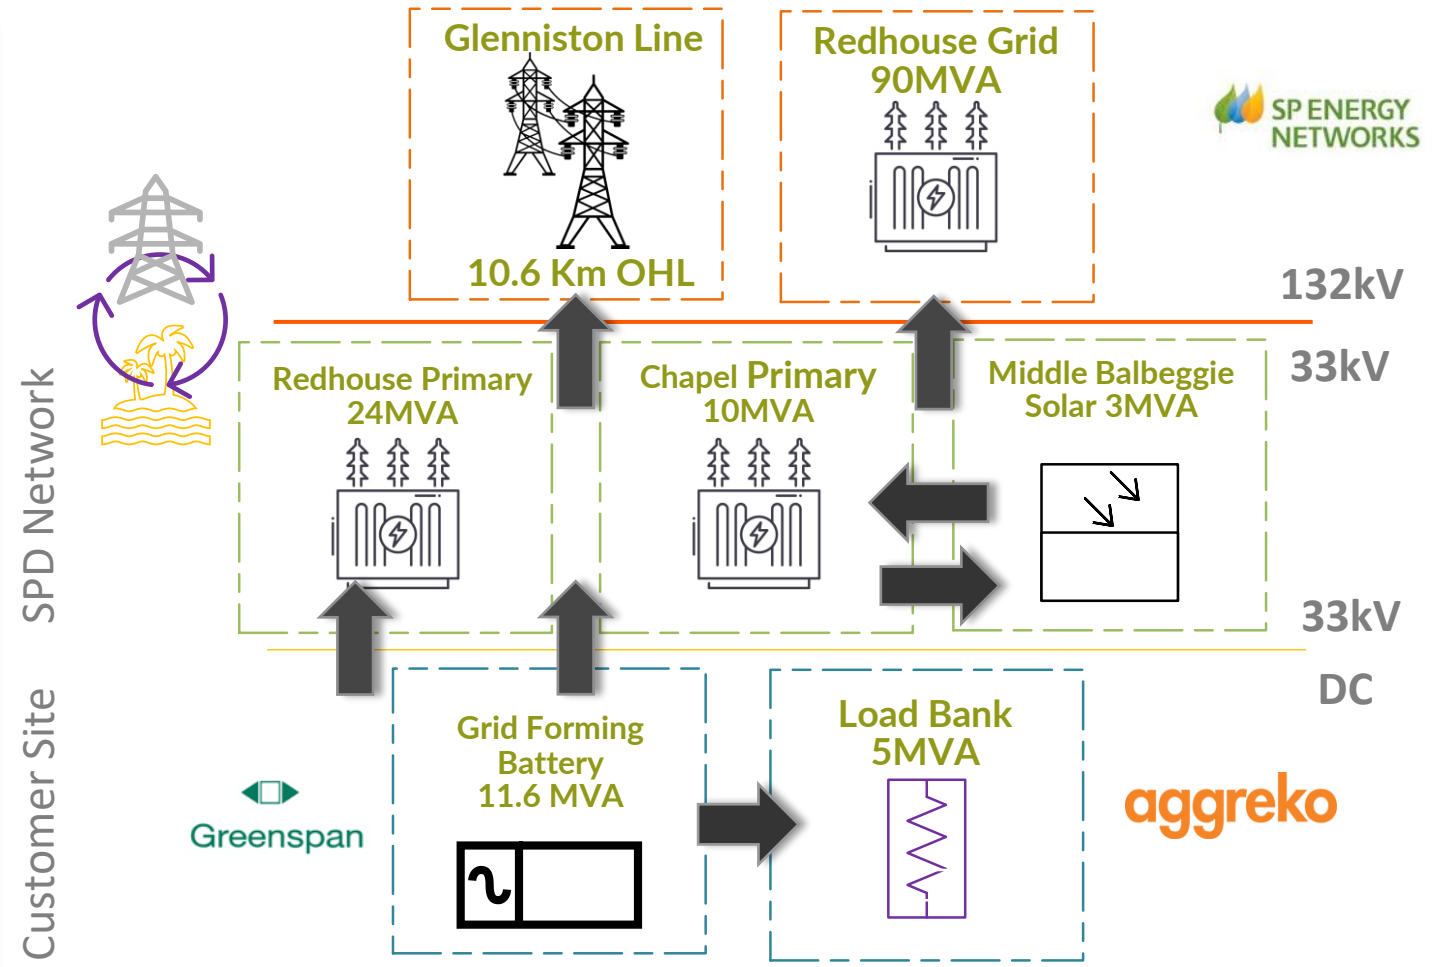 Glenniston Line
10.6 Km OHL
Redhouse Grid
90MVA
SP ENERGY
NETWORKS
132kV
33kV
SPD Network
Redhouse Primary
24MVA
Chapel Primary
10MVA
Middle Balbeggie
Solar 3MVA
33kV
DC
Customer Site
Greenspan
Grid Forming
Battery
11.6 MVA
Load Bank
5MVA
aggreko